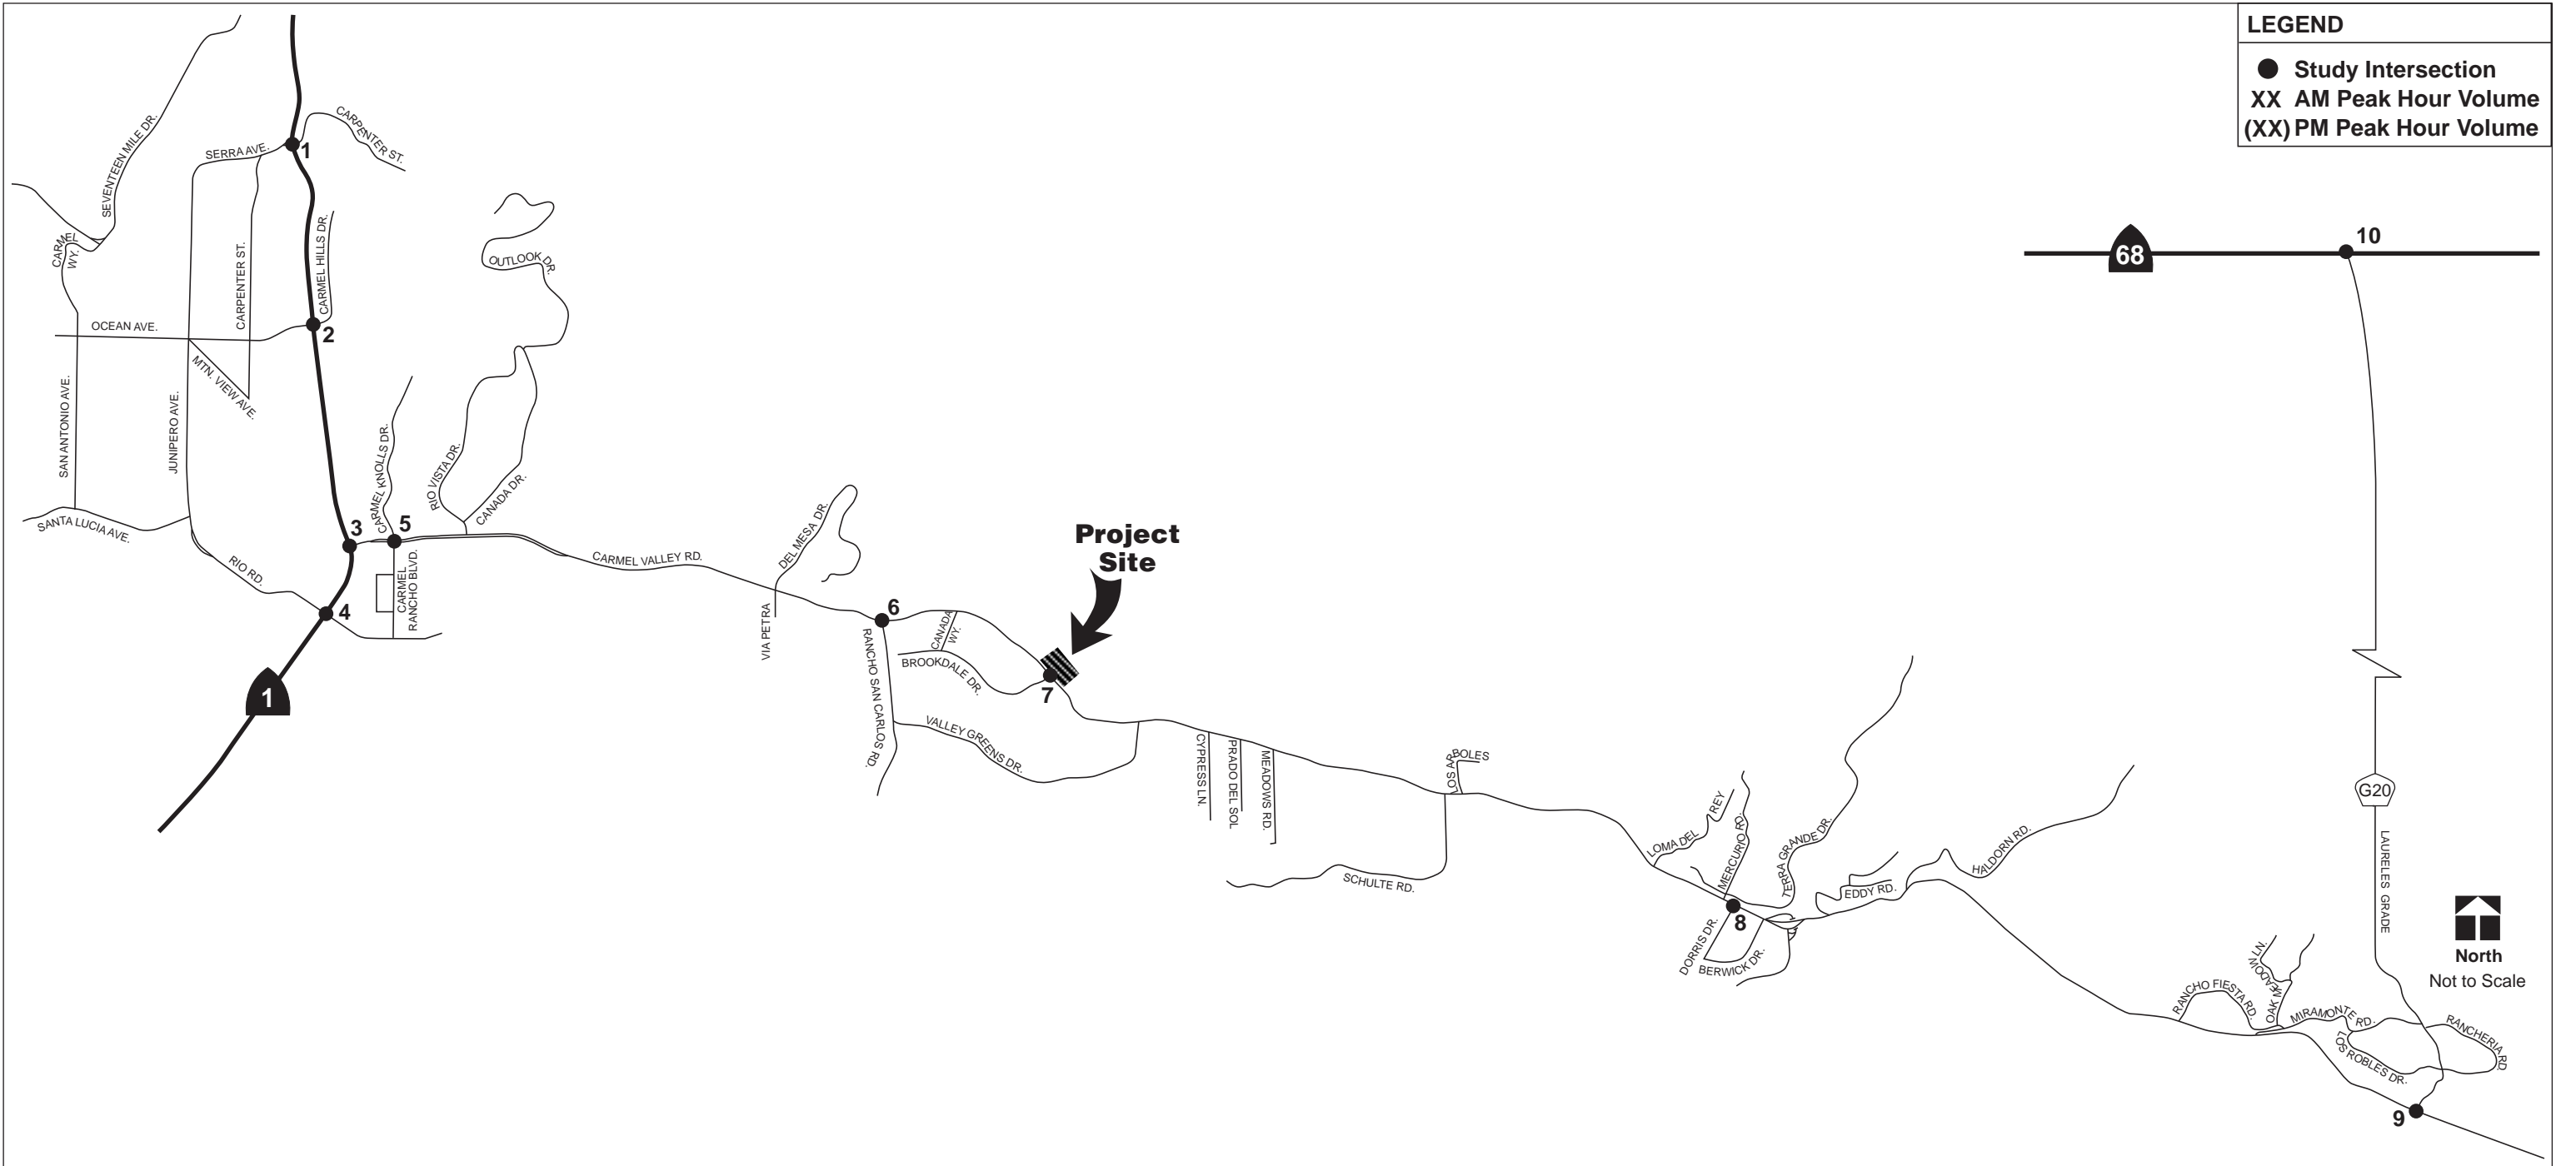 LEGEND
Study Intersection
XX AM Peak Hour Volume
(XX) PM Peak Hour Volume
SEVENTEEN MILE DR.
SERRA AVE.
1
CARPENTER ST.
CARMEL
WY.
CARPENTER ST.
CARMEL HILLS DR.
OUTLOOK DR.
68
10
OCEAN AVE.
2
MTN. VIEW AVE.
SAN ANTONIO AVE.
JUNIPERO AVE.
CARMEL KNOLLS DR.
RIO VISTA DR.
CANADA DR.
SANTA LUCIA AVE.
3
5
RIO RD.
CARMEL
RANCHO BLVD.
4
1
CARMEL VALLEY RD.
DEL MESA DR.
VIA PETRA
Project
Site
6
CANADA
WY.
BROOKDALE DR.
7
RANCHO SAN CARLOS RD.
VALLEY GREENS DR.
CYPRESS LN.
PRADO DEL SOL
MEADOWS RD.
LOS ARBOLES
SCHULTE RD.
LOMA DEL REY
MERCURIO RD.
TERRA GRANDE DR.
8
DORRIS DR.
BERWICK DR.
EDDY RD.
HALDORN RD.
G20
LAURELES GRADE
North
Not to Scale
RANCHO FIESTA RD.
OAK MEADOW LN.
MIRAMONTE RD.
LOS ROBLES DR.
RANCHERIA RD.
9